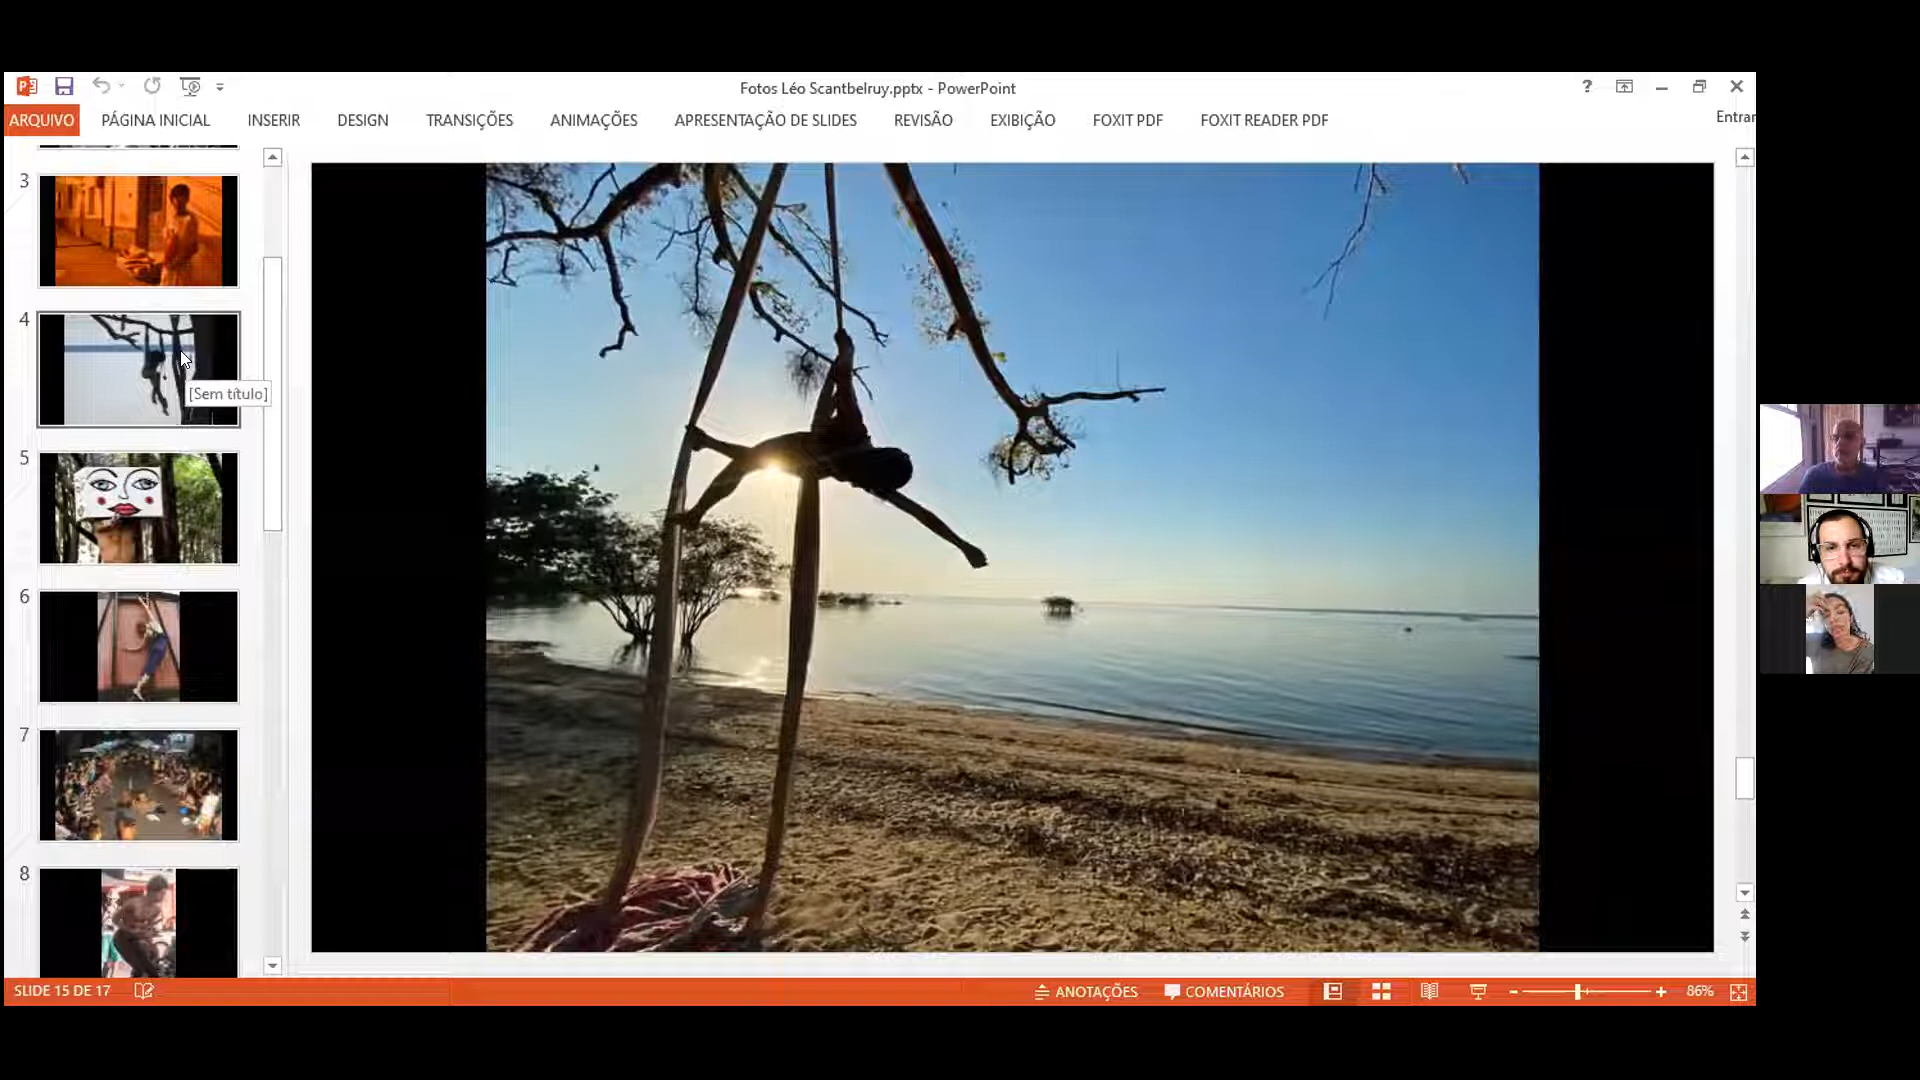 Fotos Léo Scantbelruy.pptx - PowerPoint
ARQUIVO PÁGINA INICIAL INSERIR DESIGN TRANSIÇÕES ANIMAÇÕES APRESENTAÇÃO DE SLIDES REVISÃO EXIBIÇÃO FOXIT PDF FOXIT READER PDF Entrar
3
4
[Sem título]
5
6
7
8
SLIDE 15 DE 17 ANOTAÇÕES COMENTÁRIOS 86%